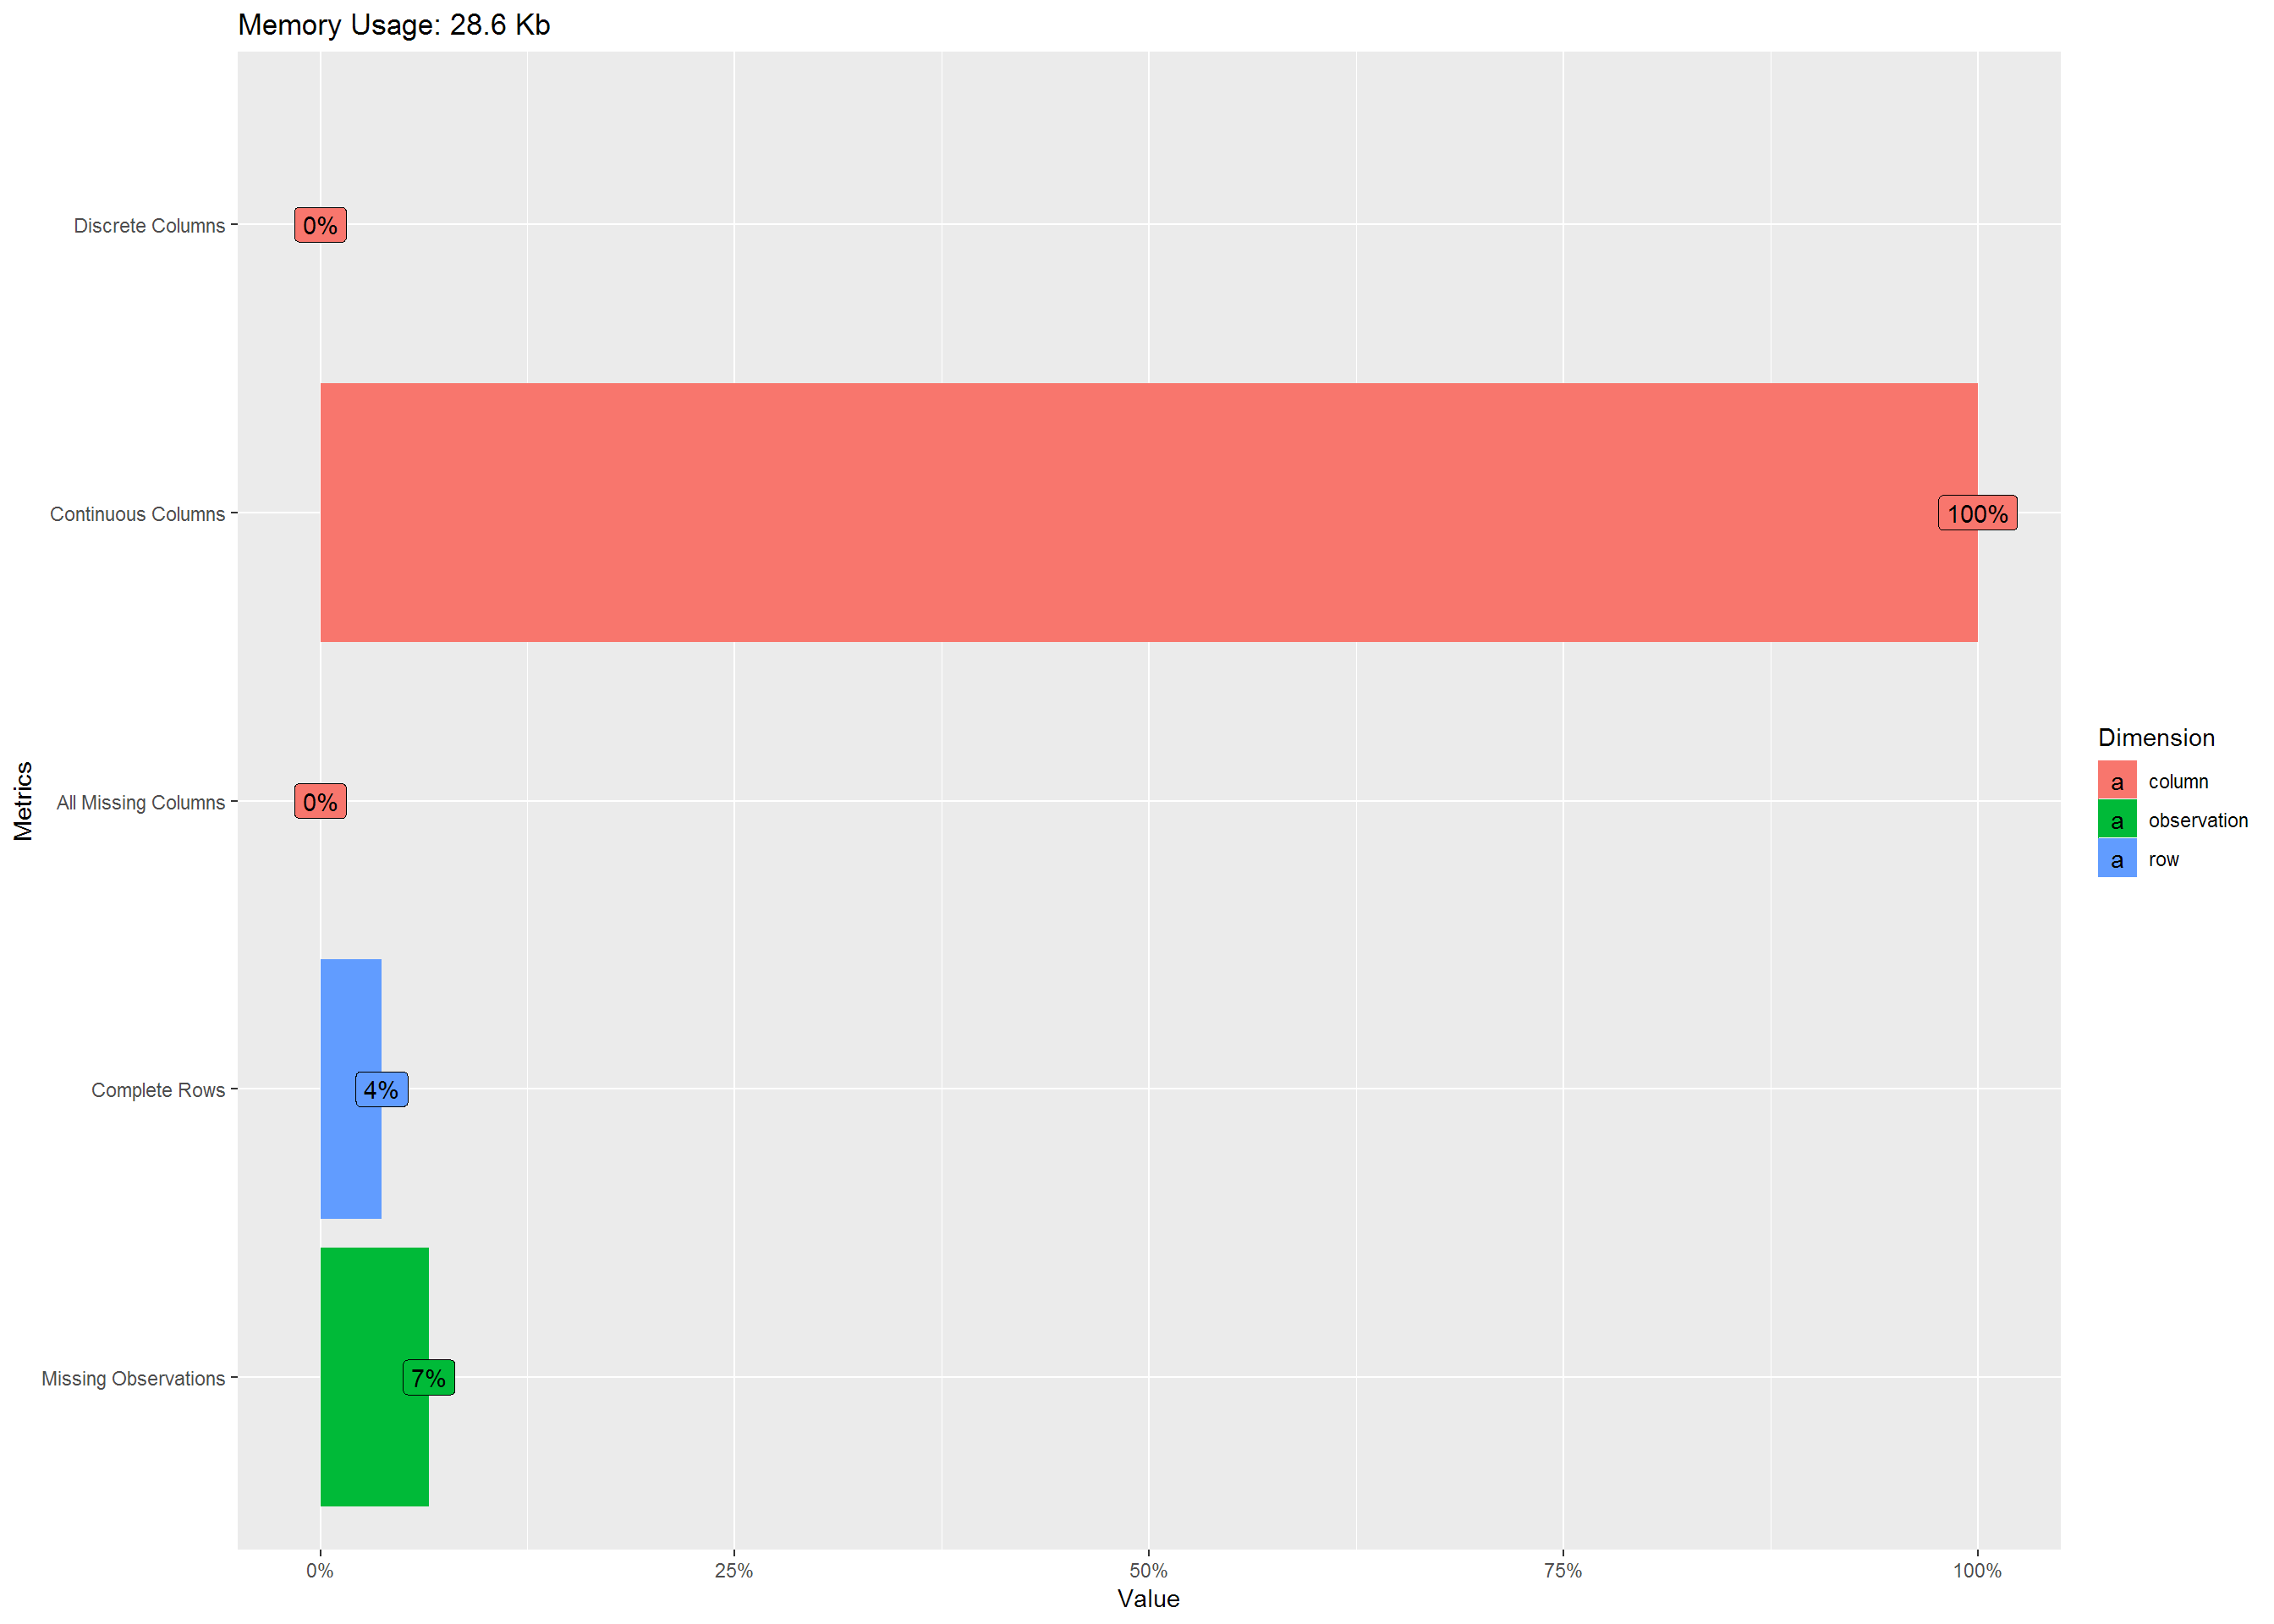 Memory Usage: 28.6 Kb
Metrics
Discrete Columns
0%
Continuous Columns
100%
All Missing Columns
0%
Complete Rows
4%
Missing Observations
7%
0%
25%
50%
75%
100%
Value
Dimension
a column
a observation
a row